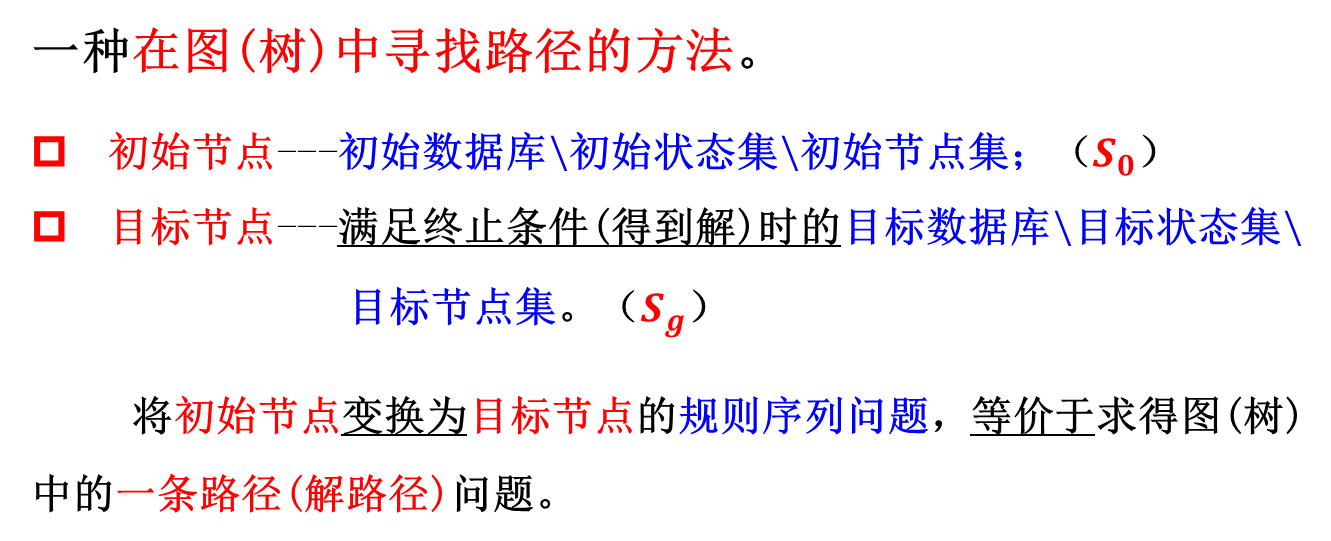 一种在图(树)中寻找路径的方法。
初始节点---初始数据库\初始状态集\初始节点集；（S₀）
目标节点---满足终止条件(得到解)时的目标数据库\目标状态集\
目标节点集。（S_g）
将初始节点变换为目标节点的规则序列问题，等价于求得图(树)
中的一条路径(解路径)问题。